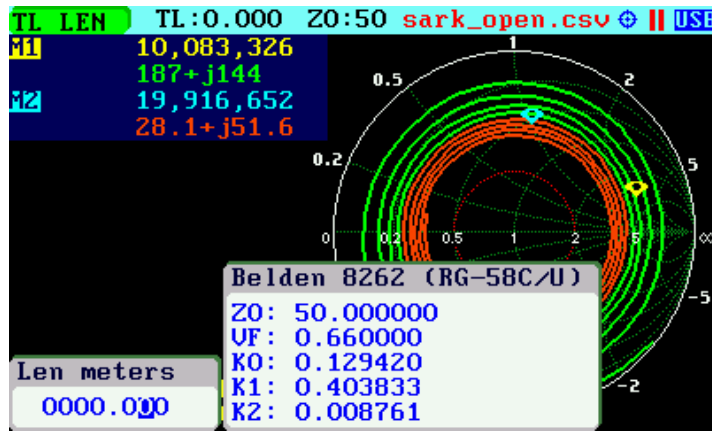 TL LEN TL:0.000 Z0:50 sark_open.csv USB
M1 10,083,326
187+j144
M2 19,916,652
28.1+j51.6
1
0.5 2
0.2 5
0 0.2 0.5 1 2 5 ∞
-5
-2
Belden 8262 (RG-58C/U)
Z0: 50.000000
VF: 0.660000
K0: 0.129420
K1: 0.403833
K2: 0.008761
Len meters
0000.000